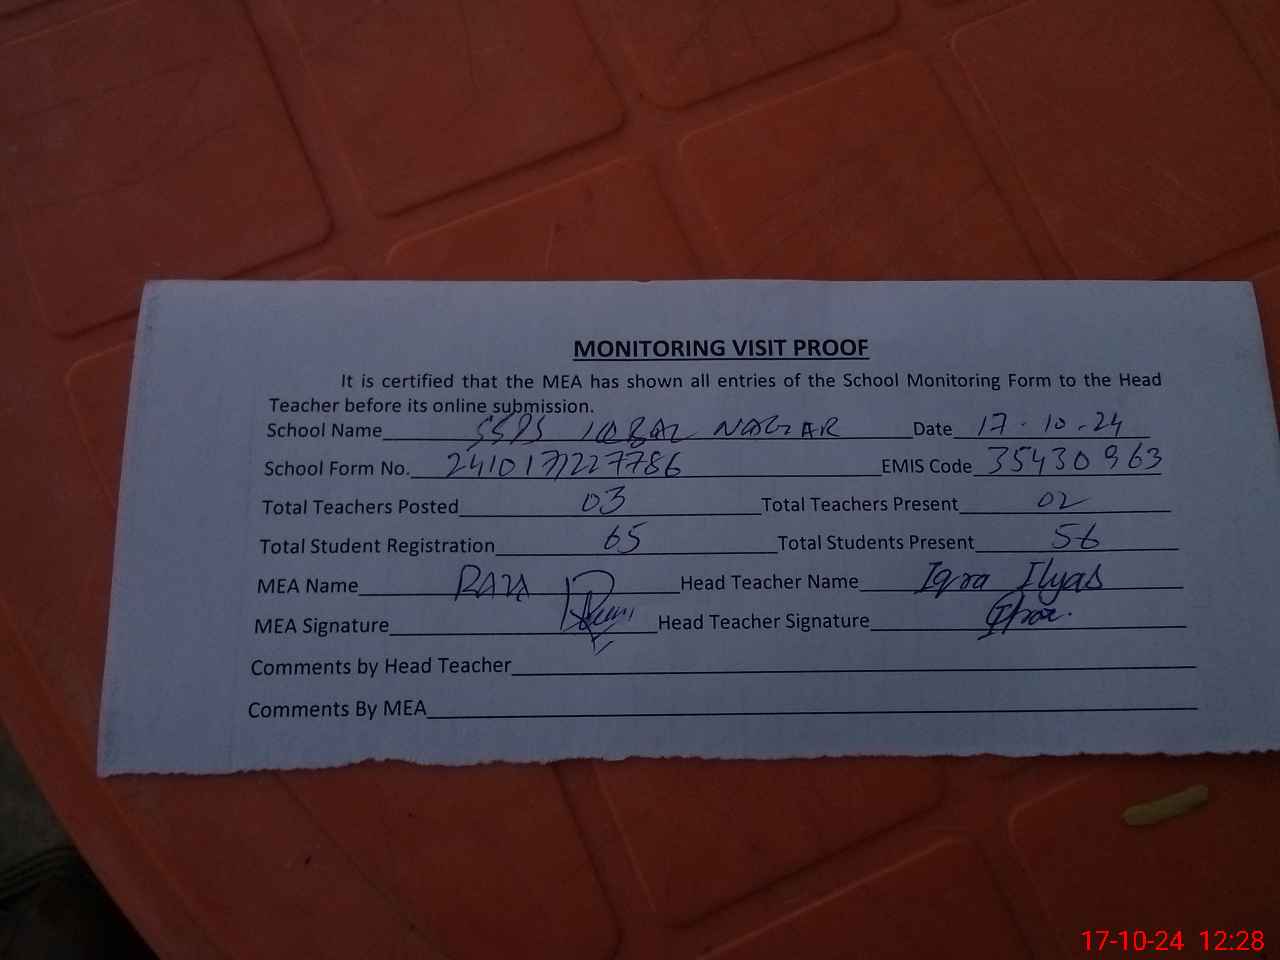 MONITORING VISIT PROOF
It is certified that the MEA has shown all entries of the School Monitoring Form to the Head
Teacher before its online submission.
School Name SSPS IQBAL NAGAR Date 17-10-24
School Form No. 2410171227786 EMIS Code 35430963
Total Teachers Posted 03 Total Teachers Present 02
Total Student Registration 65 Total Students Present 56
MEA Name RAZA Head Teacher Name Iqra Ilyas
MEA Signature Head Teacher Signature Iqra
Comments by Head Teacher
Comments By MEA
17-10-24 12:28